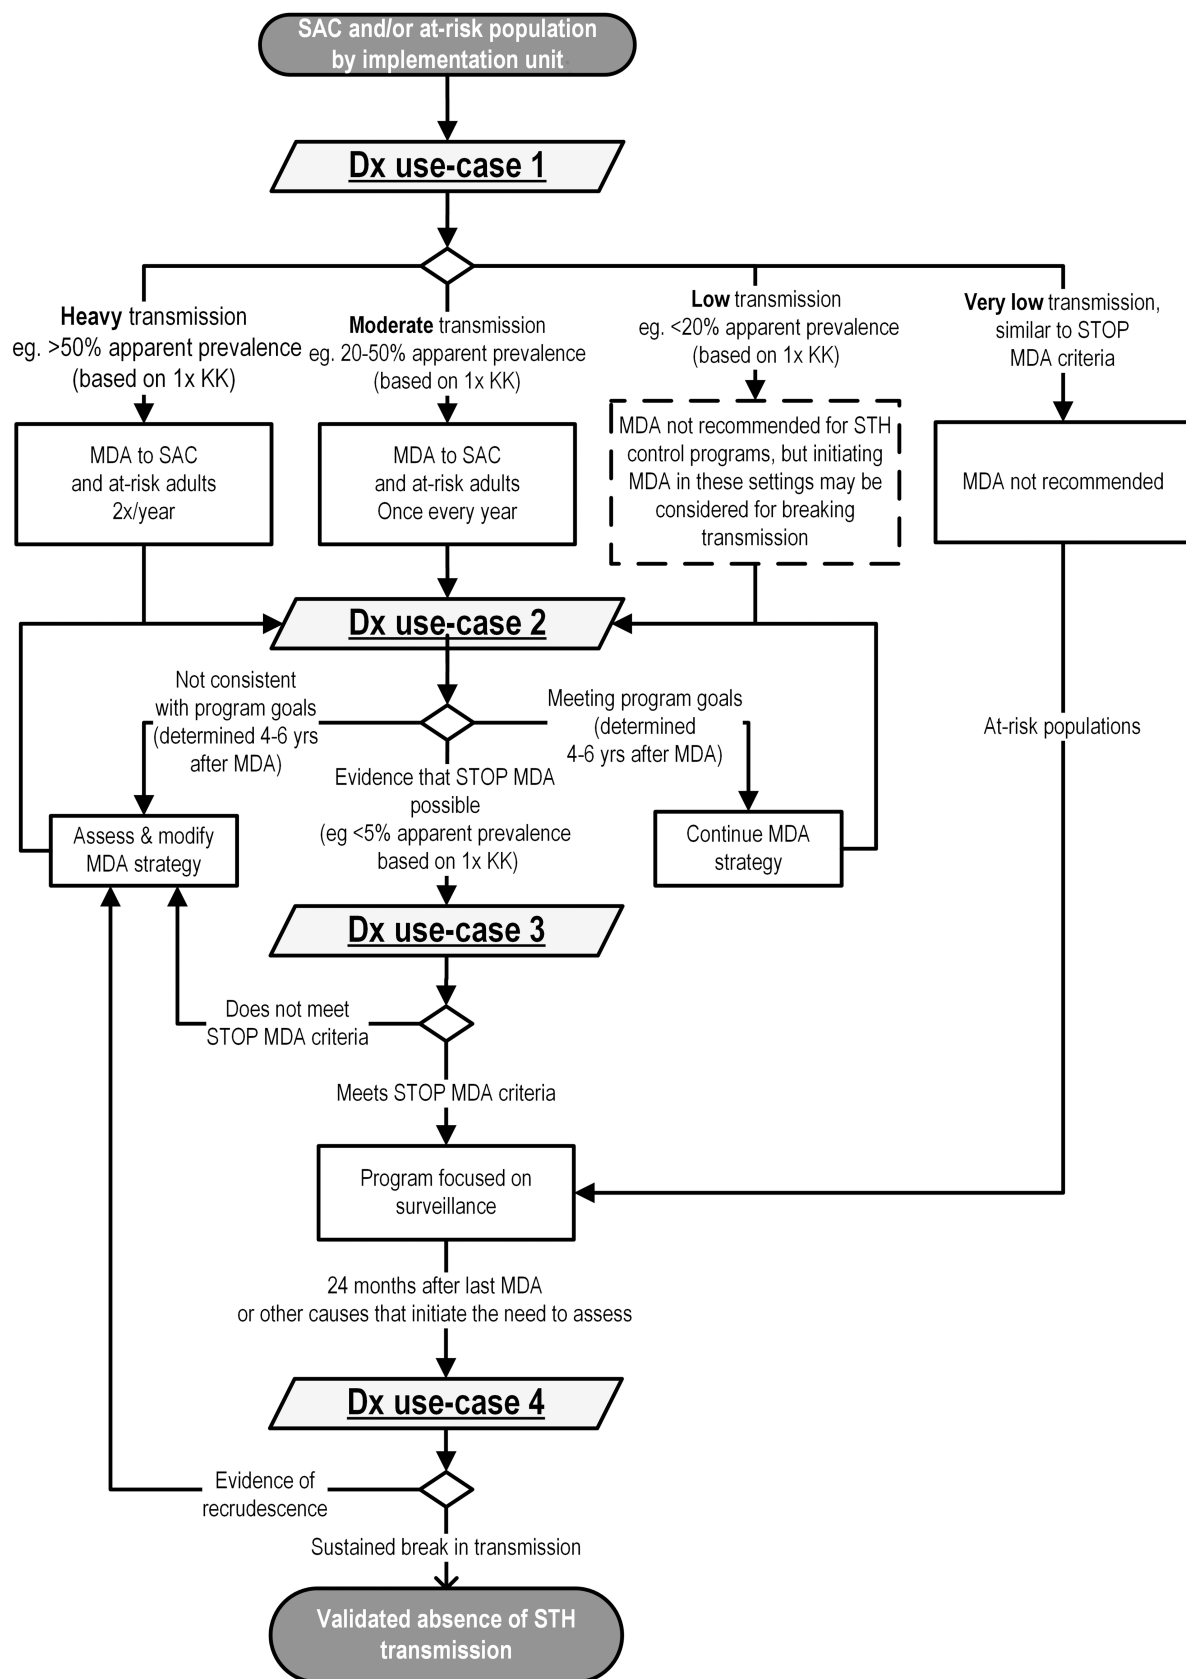 SAC and/or at-risk population
by implementation unit
Dx use-case 1
Heavy transmission
eg. >50% apparent prevalence
(based on 1x KK)
Moderate transmission
eg. 20-50% apparent prevalence
(based on 1x KK)
Low transmission
eg. <20% apparent prevalence
(based on 1x KK)
Very low transmission,
similar to STOP
MDA criteria
MDA to SAC
and at-risk adults
2x/year
MDA to SAC
and at-risk adults
Once every year
MDA not recommended for STH
control programs, but initiating
MDA in these settings may be
considered for breaking
transmission
MDA not recommended
Dx use-case 2
Not consistent
with program goals
(determined 4-6 yrs
after MDA)
Meeting program goals
(determined
4-6 yrs after MDA)
At-risk populations
Evidence that STOP MDA
possible
(eg <5% apparent prevalence
based on 1x KK)
Assess & modify
MDA strategy
Continue MDA
strategy
Dx use-case 3
Does not meet
STOP MDA criteria
Meets STOP MDA criteria
Program focused on
surveillance
24 months after last MDA
or other causes that initiate the need to assess
Dx use-case 4
Evidence of
recrudescence
Sustained break in transmission
Validated absence of STH
transmission